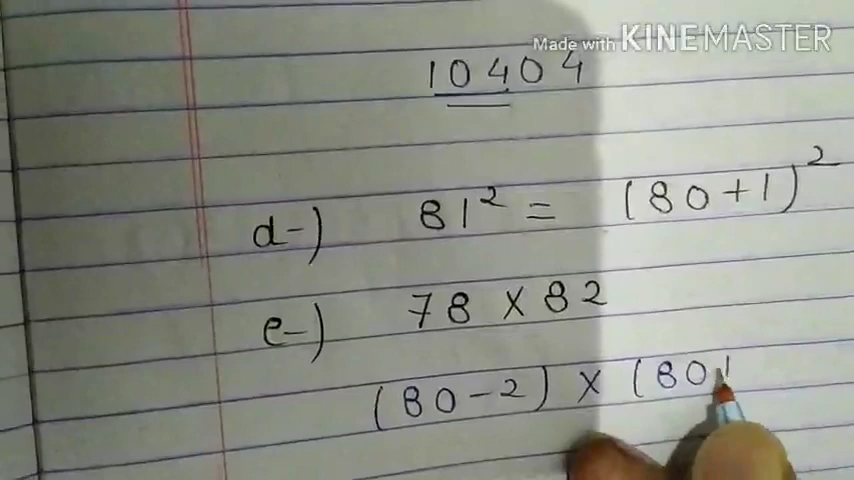 Made with KINEMASTER
10404
d-) 81² = (80+1)²
e-) 78 × 82
(80-2) × (80